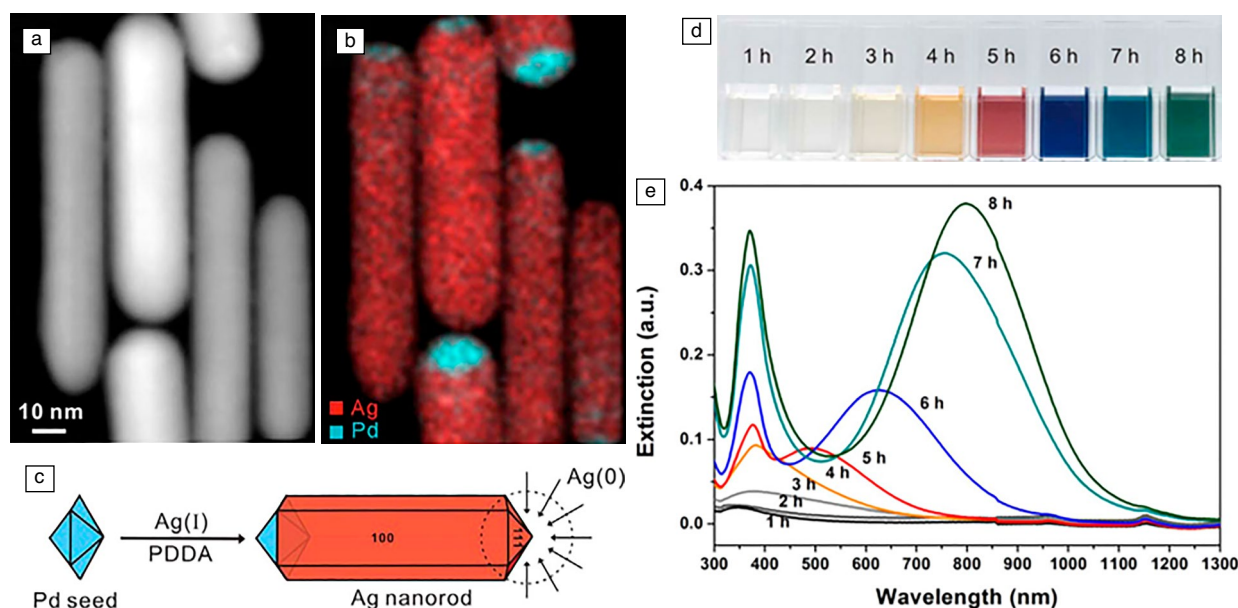 a
b
10 nm
Ag
Pd
c
Ag(I)
PDDA
Pd seed
100
111
Ag(0)
Ag nanorod
d
1 h 2 h 3 h 4 h 5 h 6 h 7 h 8 h
e
Extinction (a.u.)
0.4
0.3
0.2
0.1
0.0
8 h
7 h
6 h
5 h
4 h
3 h
2 h
1 h
300 400 500 600 700 800 900 1000 1100 1200 1300
Wavelength (nm)